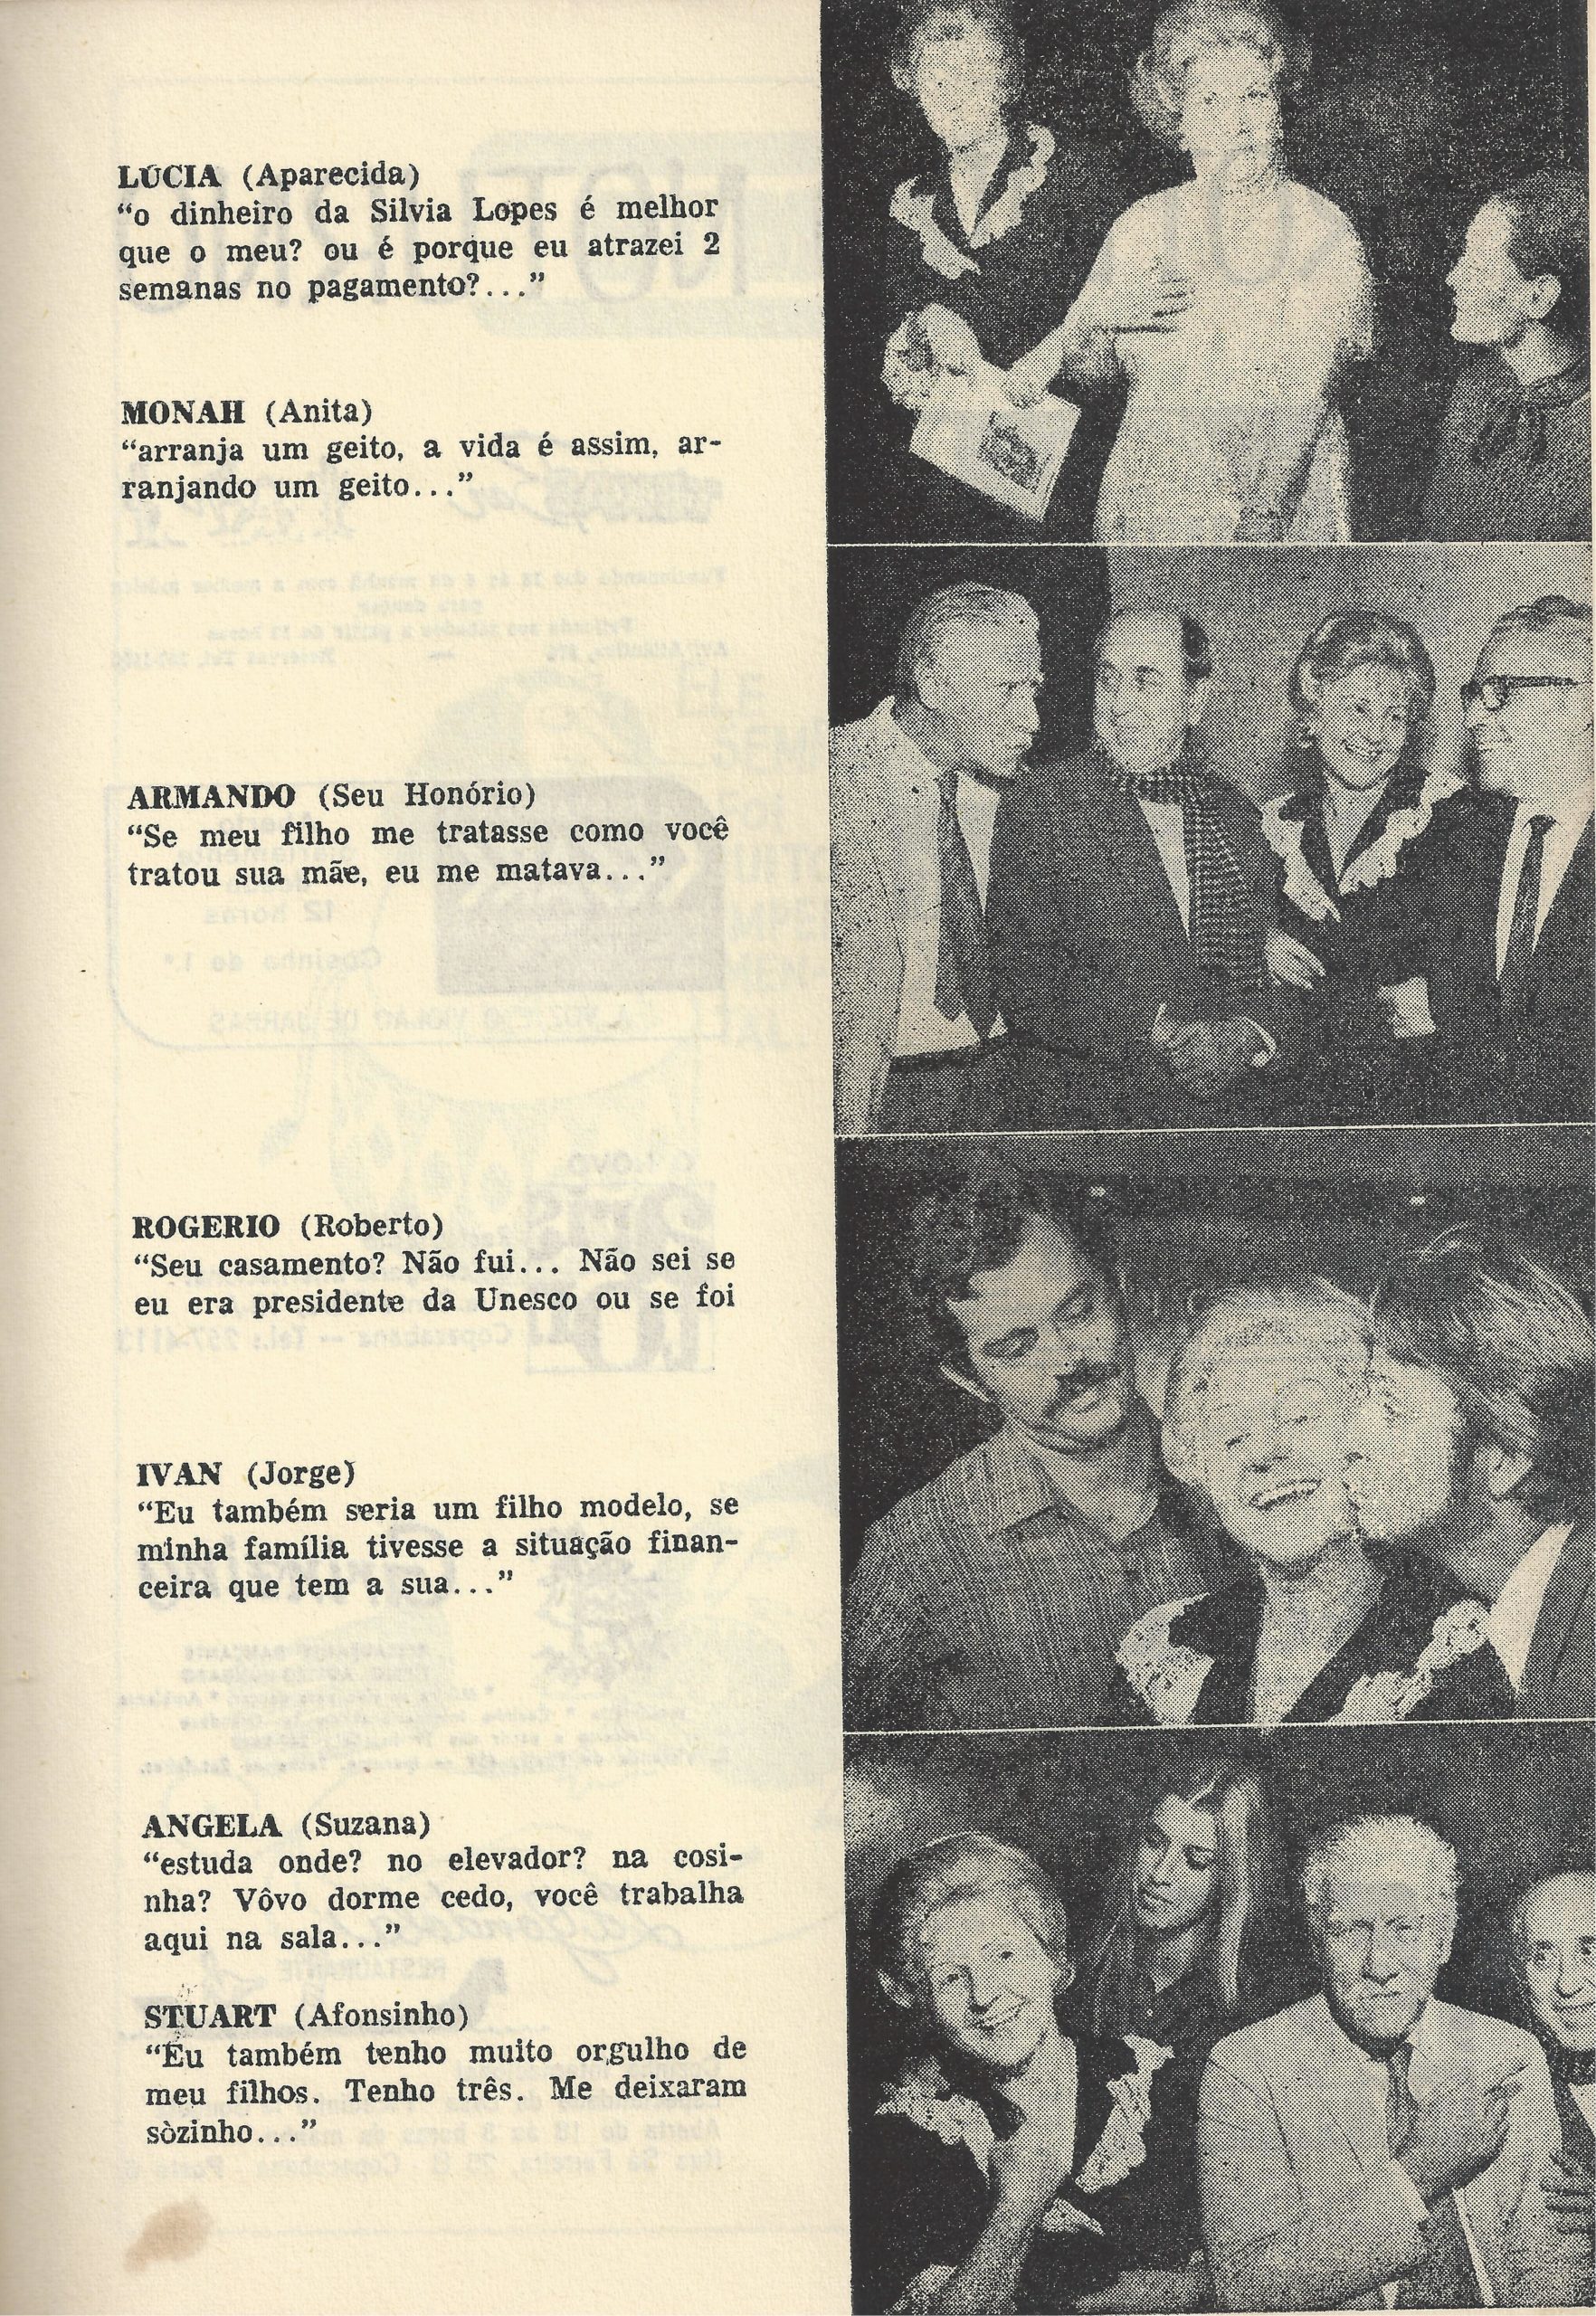 LÚCIA (Aparecida)
“o dinheiro da Silvia Lopes é melhor
que o meu? ou é porque eu atrazei 2
semanas no pagamento?...”
MONAH (Anita)
“arranja um geito, a vida é assim, ar-
ranjando um geito...”
ARMANDO (Seu Honório)
“Se meu filho me tratasse como você
tratou sua mãe, eu me matava...”
ROGERIO (Roberto)
“Seu casamento? Não fui... Não sei se
eu era presidente da Unesco ou se foi
IVAN (Jorge)
“Eu também seria um filho modelo, se
minha família tivesse a situação finan-
ceira que tem a sua...”
ANGELA (Suzana)
“estuda onde? no elevador? na cosi-
nha? Vôvo dorme cedo, você trabalha
aqui na sala...”
STUART (Afonsinho)
“Eu também tenho muito orgulho de
meu filhos. Tenho três. Me deixaram
sòzinho...”